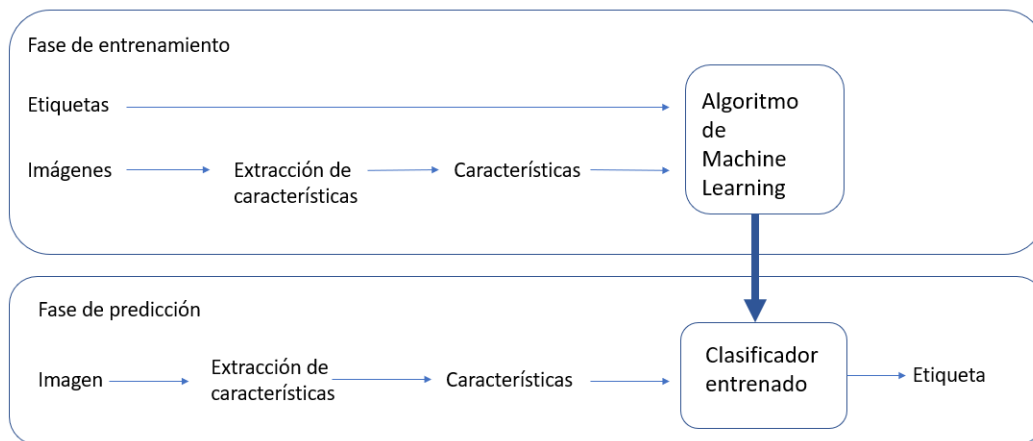 Fase de entrenamiento
Etiquetas
Algoritmo
de
Machine
Learning
Imágenes
Extracción de
características
Características
Fase de predicción
Imagen
Extracción de
características
Características
Clasificador
entrenado
Etiqueta